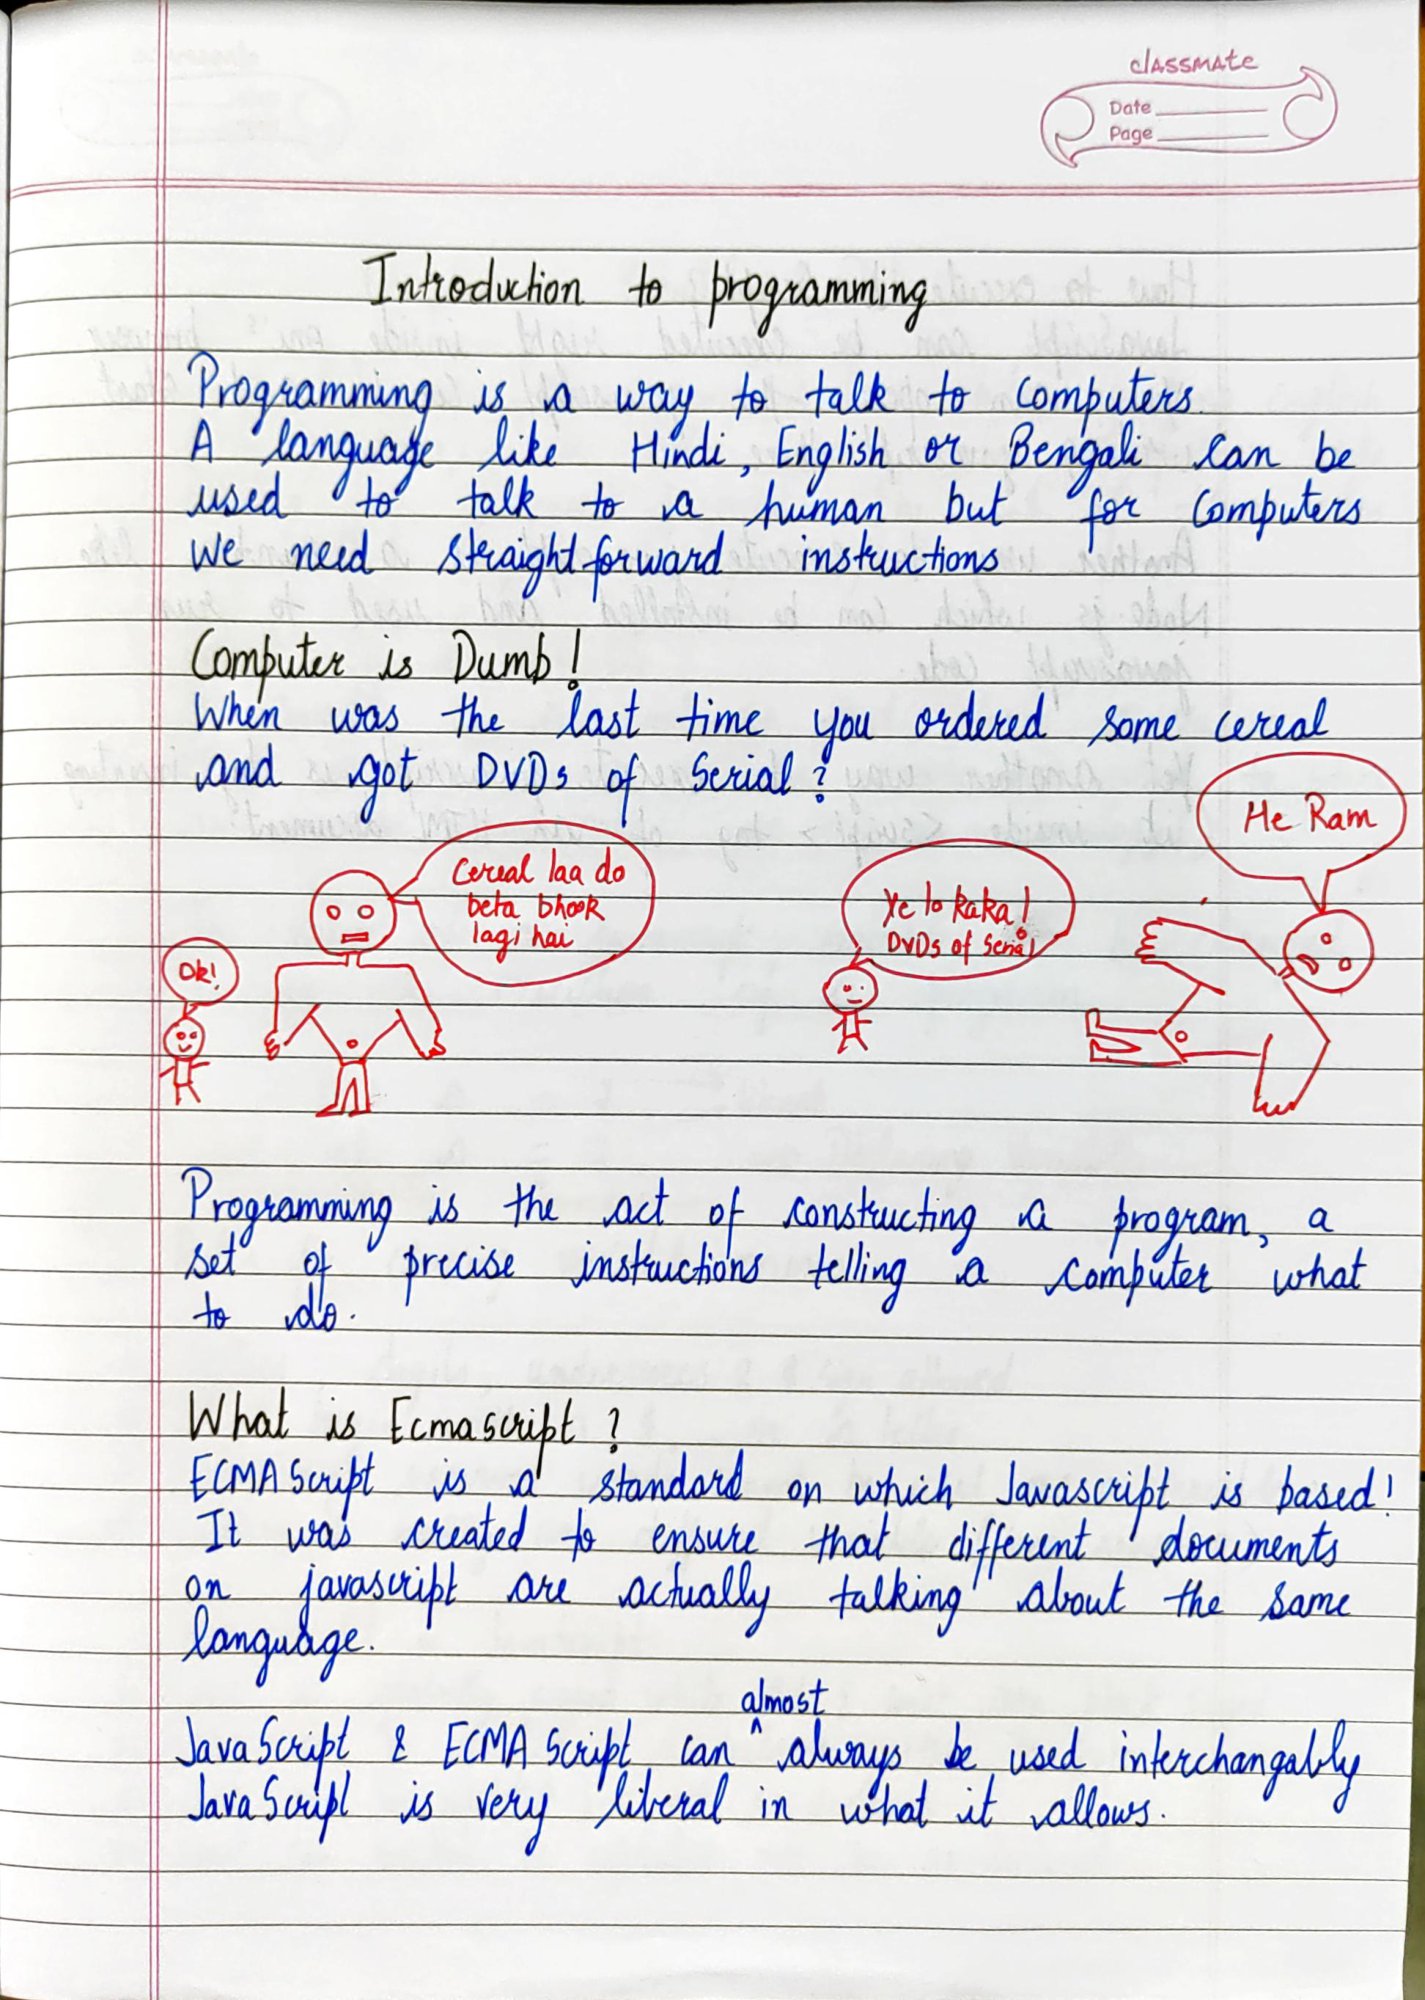 classmate
Date
Page
Introduction to programming
Programming is a way to talk to computers.
A language like Hindi, English or Bengali can be
used to talk to a human but for computers
we need straightforward instructions
Computer is Dumb!
When was the last time you ordered some cereal
and got DVDs of Serial?
He Ram
Cereal laa do
beta bhook
lagi hai
Ok!
Ye lo kaka!
DVDs of Serial
Programming is the act of constructing a program, a
set of precise instructions telling a computer what
to do.
What is Ecmascript?
ECMAScript is a standard on which Javascript is based!
It was created to ensure that different documents
on javascript are actually talking about the same
language.
almost
JavaScript & ECMA Script can ^ always be used interchangably
JavaScript is very liberal in what it allows.